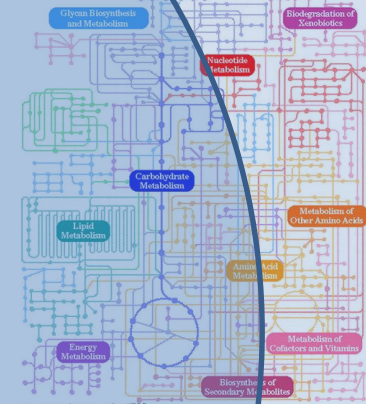 Glycan Biosynthesis
and Metabolism
Biodegradation of
Xenobiotics
Nucleotide
Metabolism
Carbohydrate
Metabolism
Metabolism of
Other Amino Acids
Lipid
Metabolism
Amino Acid
Metabolism
Metabolism of
Cofactors and Vitamins
Energy
Metabolism
Biosynthesis of
Secondary Metabolites